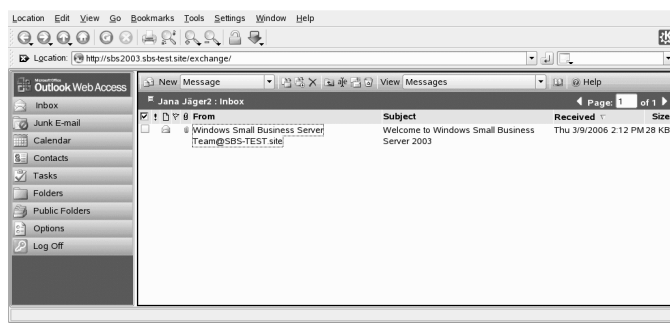 Location Edit View Go Bookmarks Tools Settings Window Help
Location: http://sbs2003.sbs-test.site/exchange/
Microsoft Office
Outlook Web Access
New Message View Messages Help
Jana Jäger2 : Inbox Page: 1 of 1
From Subject Received Size
Windows Small Business Server Welcome to Windows Small Business Thu 3/9/2006 2:12 PM 28 KB
Team@SBS-TEST.site Server 2003
Inbox
Junk E-mail
Calendar
Contacts
Tasks
Folders
Public Folders
Options
Log Off